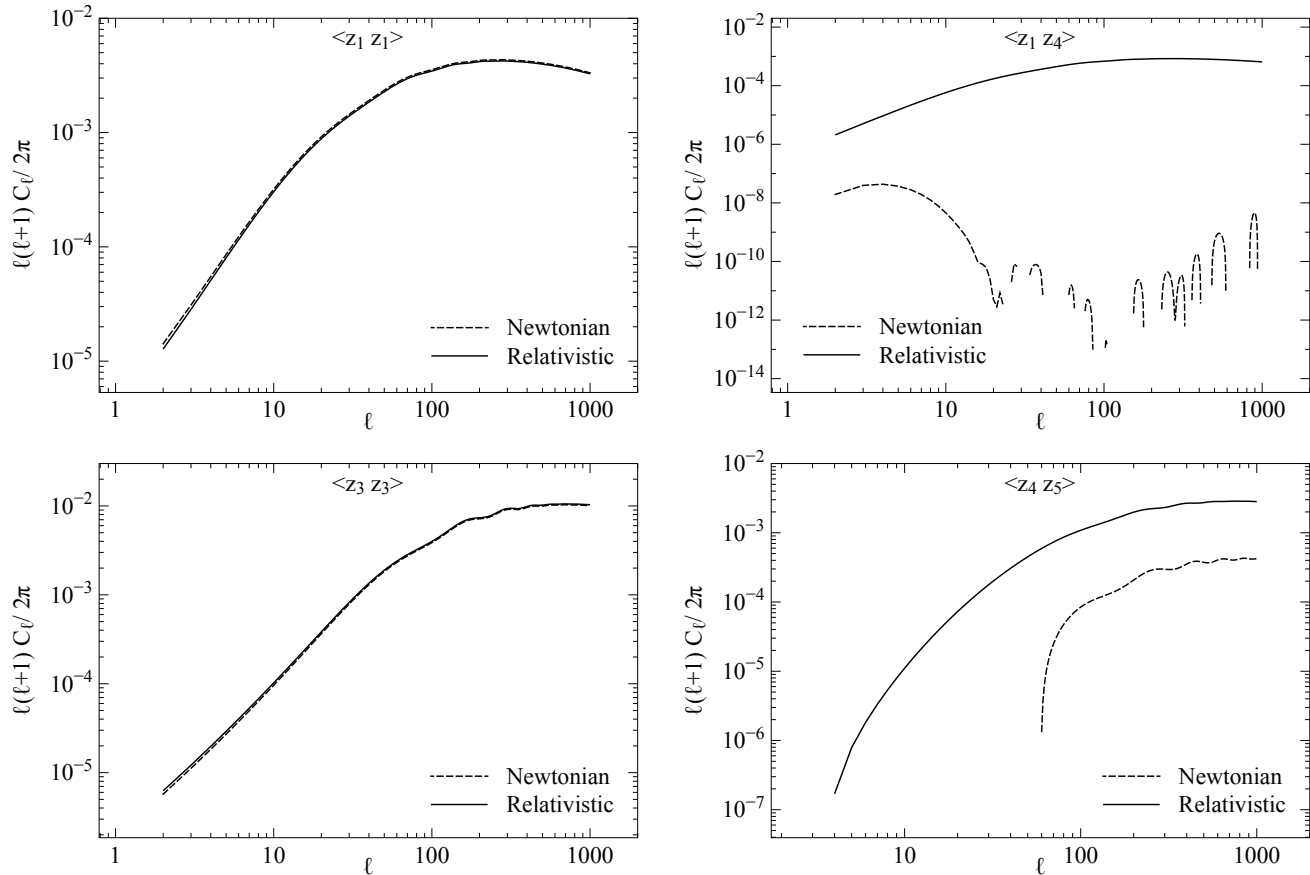 <z₁ z₁>
ℓ(ℓ+1) Cℓ/ 2π
10⁻²
10⁻³
10⁻⁴
10⁻⁵
Newtonian
Relativistic
1 10 100 1000
ℓ
<z₁ z₄>
ℓ(ℓ+1) Cℓ/ 2π
10⁻²
10⁻⁴
10⁻⁶
10⁻⁸
10⁻¹⁰
10⁻¹²
10⁻¹⁴
Newtonian
Relativistic
1 10 100 1000
ℓ
<z₃ z₃>
ℓ(ℓ+1) Cℓ/ 2π
10⁻²
10⁻³
10⁻⁴
10⁻⁵
Newtonian
Relativistic
1 10 100 1000
ℓ
<z₄ z₅>
ℓ(ℓ+1) Cℓ/ 2π
10⁻²
10⁻³
10⁻⁴
10⁻⁵
10⁻⁶
10⁻⁷
Newtonian
Relativistic
10 100 1000
ℓ